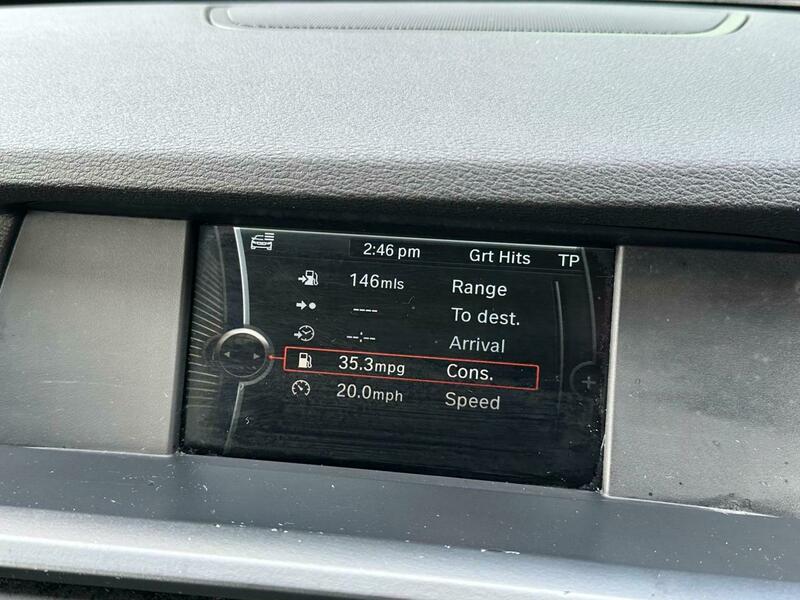 2:46 pm Grt Hits TP
146mls Range
---- To dest.
--:-- Arrival
35.3mpg Cons.
20.0mph Speed